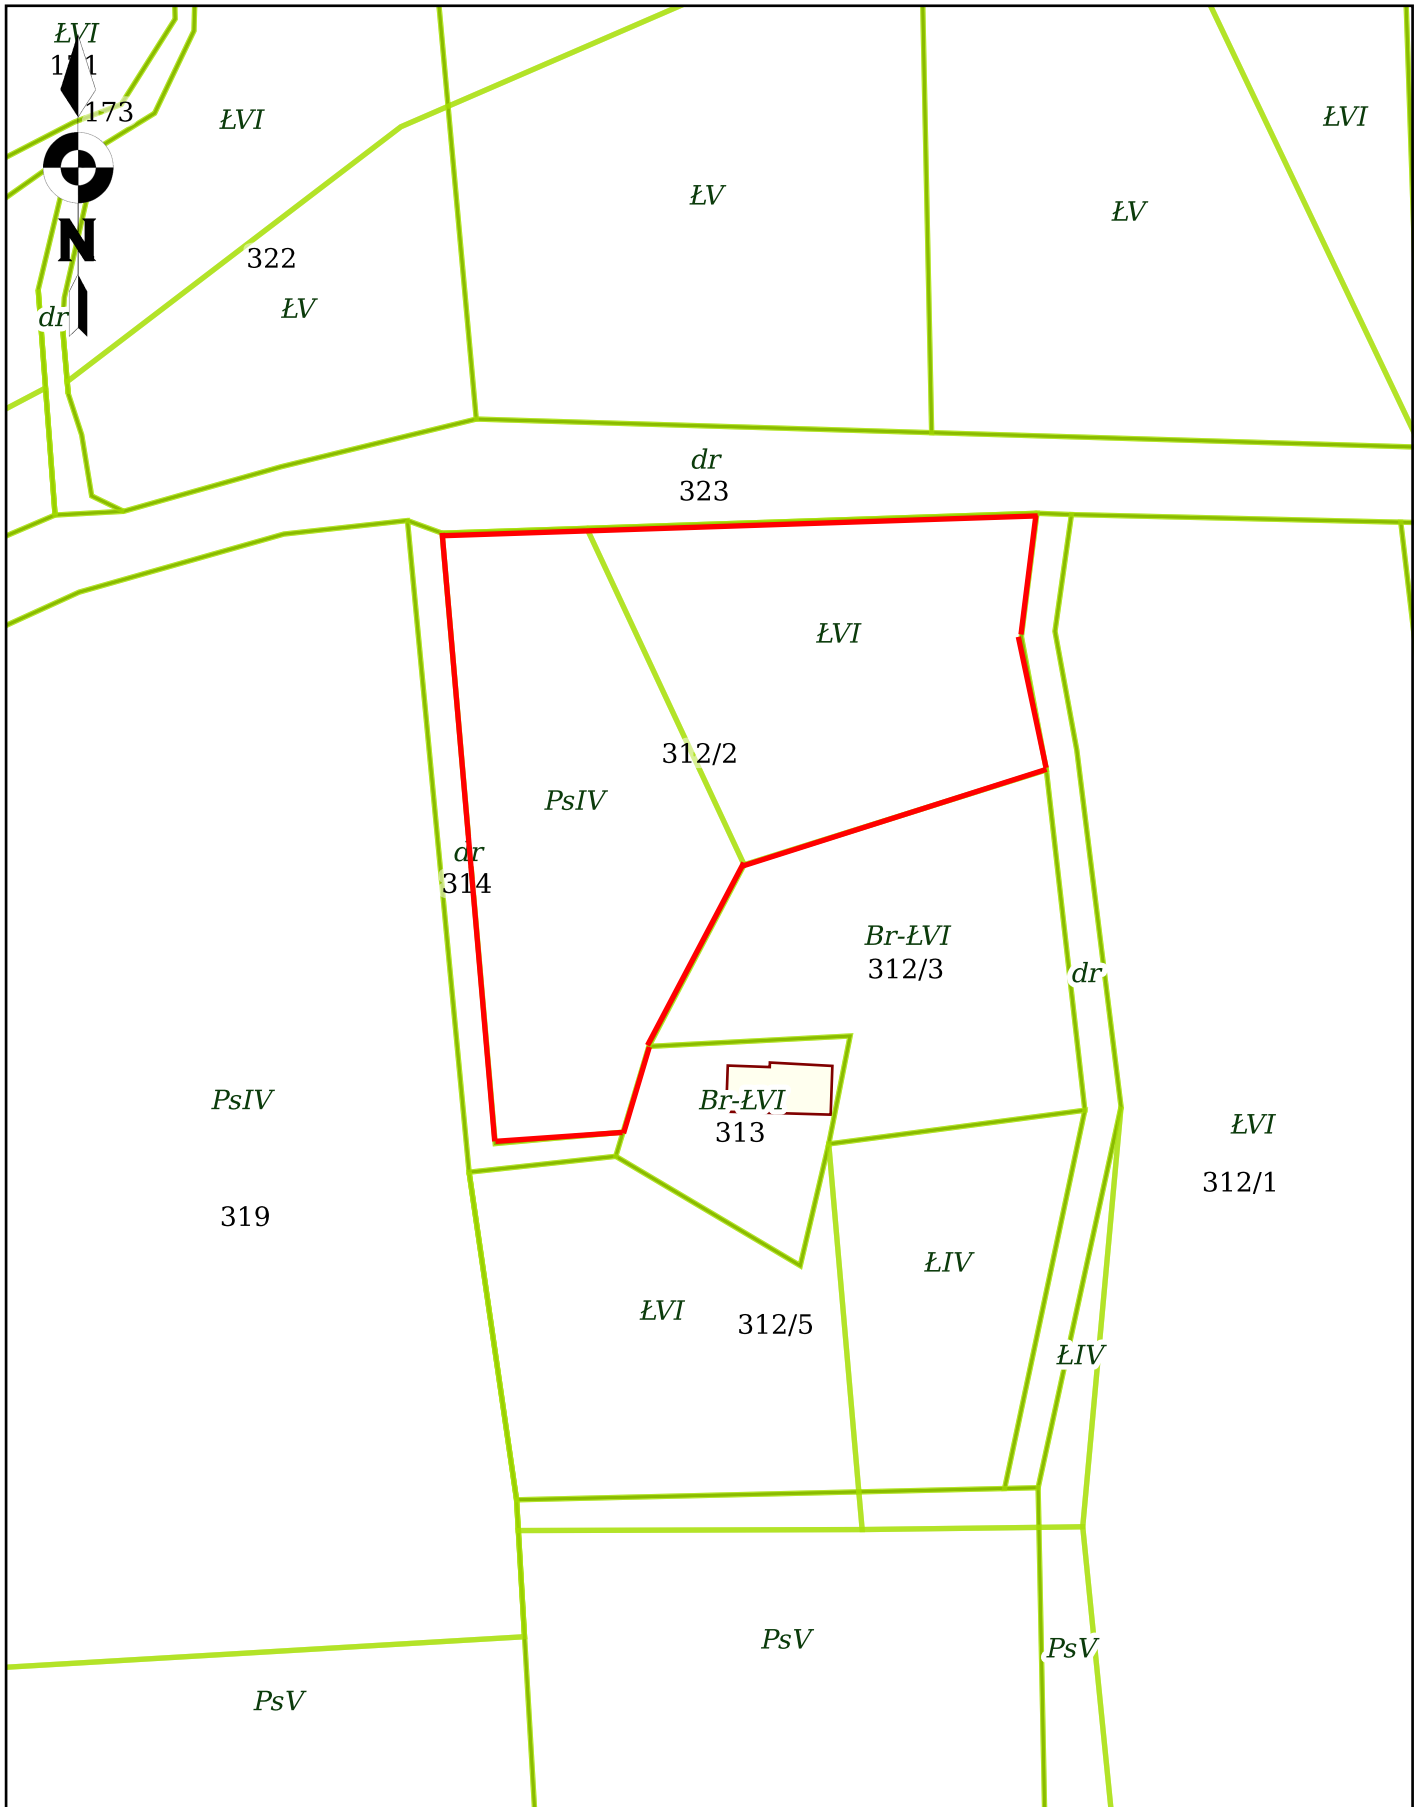 ŁVI
173
ŁVI
ŁVI
ŁV
ŁV
N
322
ŁV
dr
dr
323
ŁVI
312/2
PsIV
dr
314
Br-ŁVI
312/3
dr
PsIV
Br-ŁVI
313
ŁVI
312/1
319
ŁIV
ŁVI
312/5
ŁIV
PsV
PsV
PsV